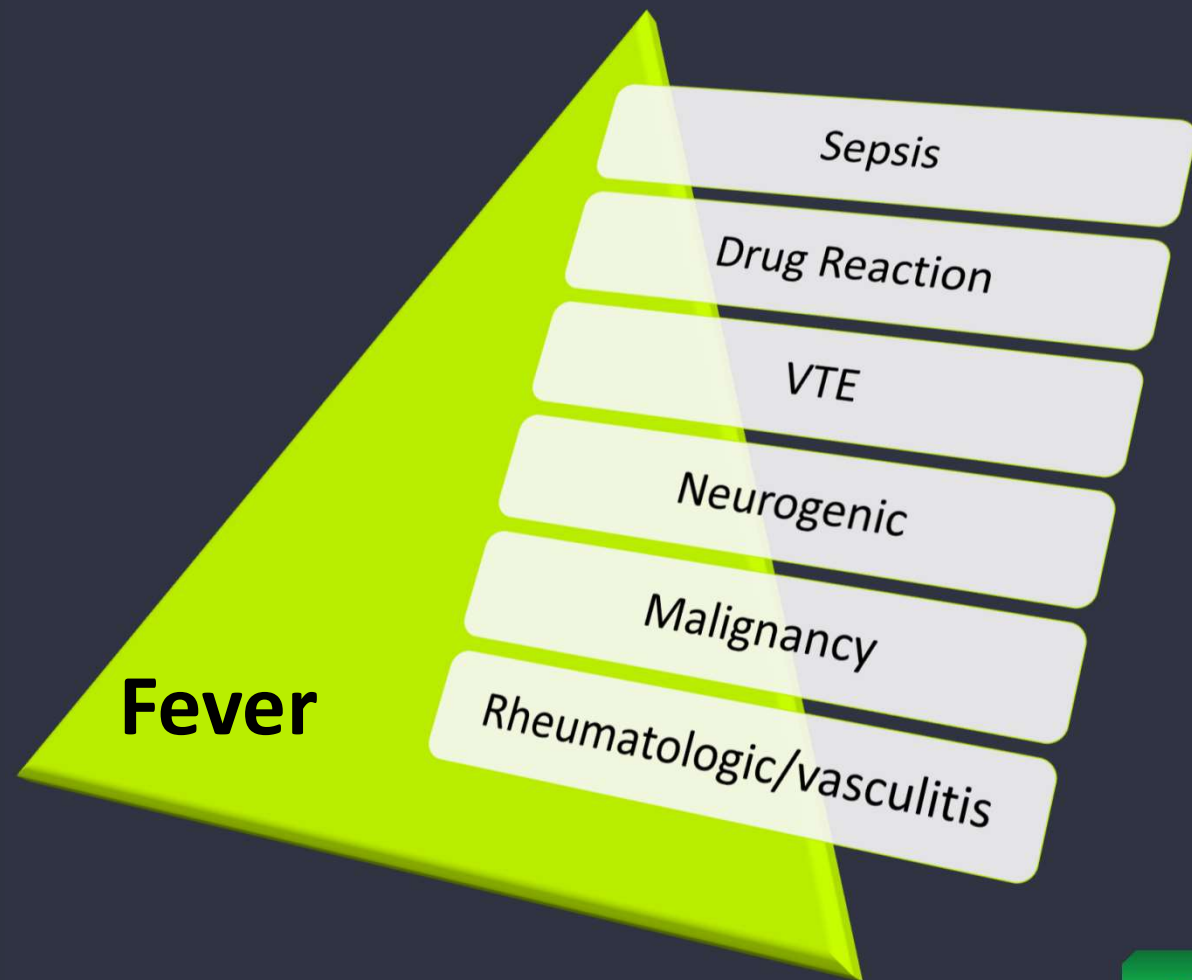 Sepsis
Drug Reaction
VTE
Neurogenic
Malignancy
Rheumatologic/vasculitis
Fever